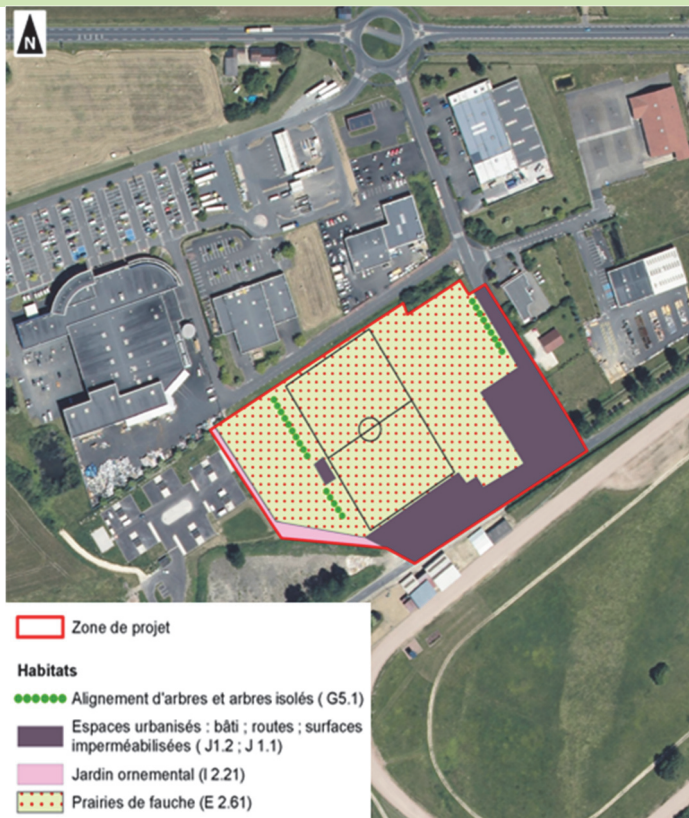 N
Zone de projet
Habitats
Alignement d'arbres et arbres isolés ( G5.1)
Espaces urbanisés : bâti ; routes ; surfaces
imperméabilisées ( J1.2 ; J 1.1)
Jardin ornemental (I 2.21)
Prairies de fauche (E 2.61)